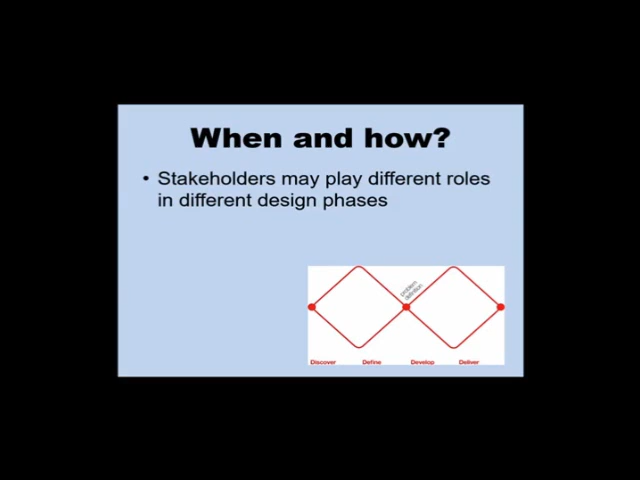 When and how?
• Stakeholders may play different roles
in different design phases
problem
definition
Discover Define Develop Deliver